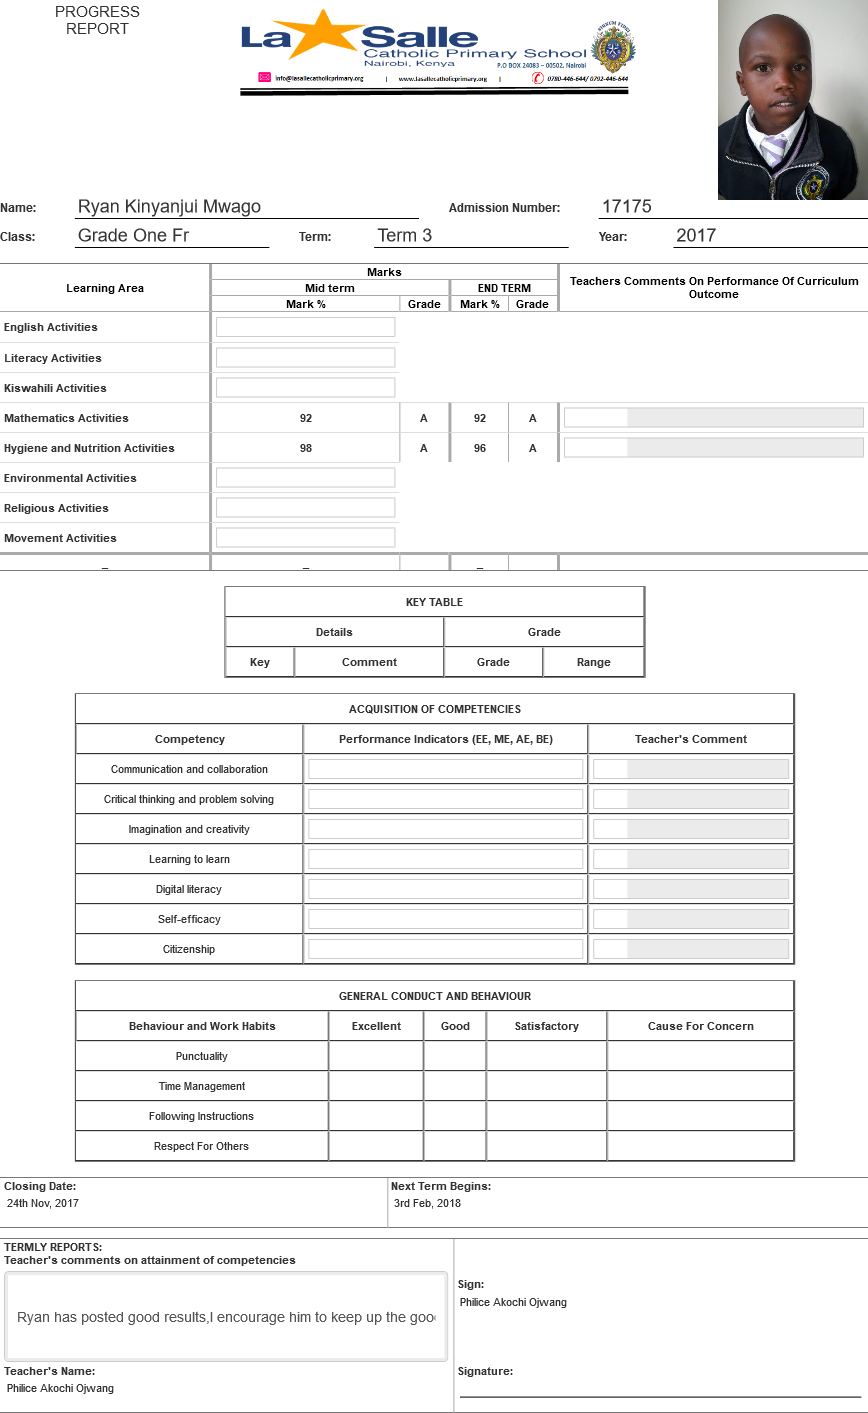 PROGRESS
REPORT
La Salle
Catholic Primary School
Nairobi, Kenya
P.O BOX 24083 – 00502, Nairobi
info@lasallecatholicprimary.org | www.lasallecatholicprimary.org | 0780-446-644/ 0792-446-644
Name: Ryan Kinyanjui Mwago Admission Number: 17175
Class: Grade One Fr Term: Term 3 Year: 2017
Learning Area Marks Teachers Comments On Performance Of Curriculum Outcome
Mid term END TERM
Mark % Grade Mark % Grade
English Activities
Literacy Activities
Kiswahili Activities
Mathematics Activities 92 A 92 A
Hygiene and Nutrition Activities 98 A 96 A
Environmental Activities
Religious Activities
Movement Activities
– – –
KEY TABLE
Details Grade
Key Comment Grade Range
ACQUISITION OF COMPETENCIES
Competency Performance Indicators (EE, ME, AE, BE) Teacher's Comment
Communication and collaboration
Critical thinking and problem solving
Imagination and creativity
Learning to learn
Digital literacy
Self-efficacy
Citizenship
GENERAL CONDUCT AND BEHAVIOUR
Behaviour and Work Habits Excellent Good Satisfactory Cause For Concern
Punctuality
Time Management
Following Instructions
Respect For Others
Closing Date: Next Term Begins:
24th Nov, 2017 3rd Feb, 2018
TERMLY REPORTS:
Teacher's comments on attainment of competencies
Ryan has posted good results,I encourage him to keep up the goo
Sign:
Philice Akochi Ojwang
Teacher's Name: Signature:
Philice Akochi Ojwang